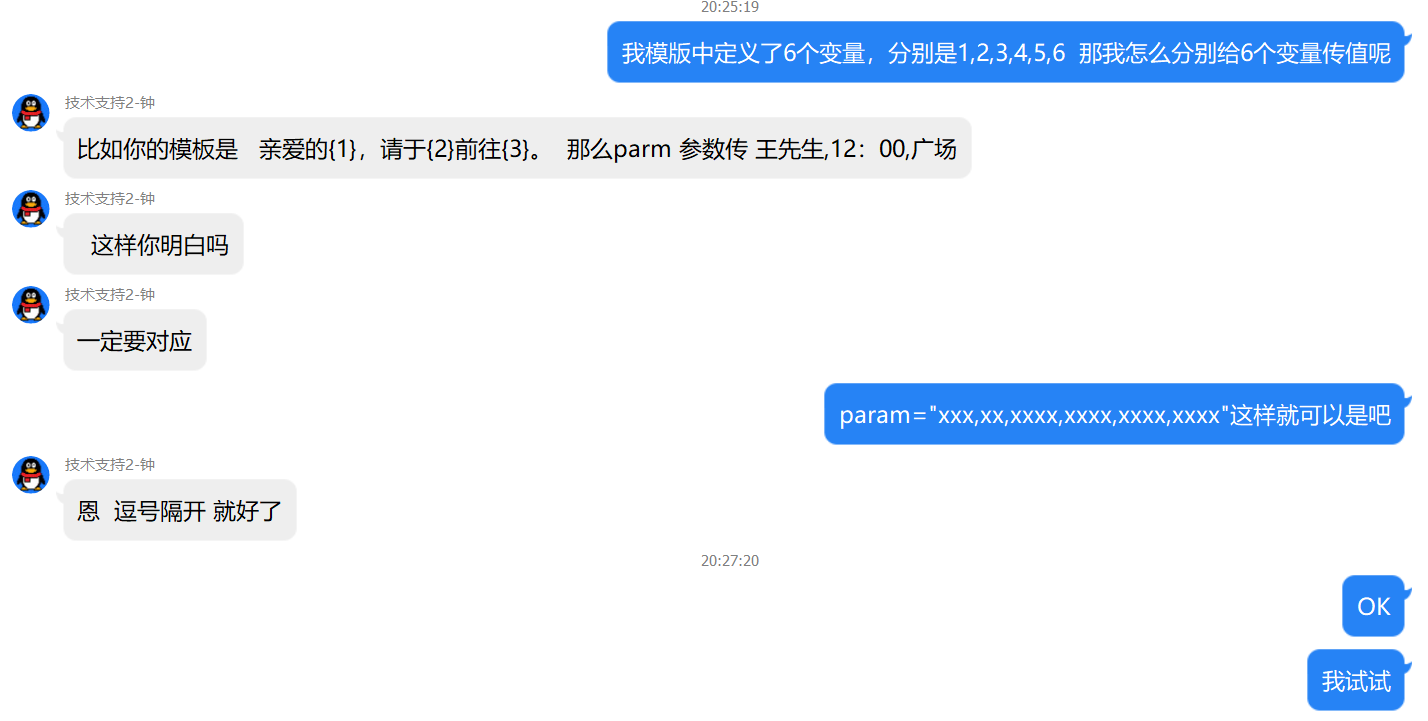 20:25:19
我模版中定义了6个变量，分别是1,2,3,4,5,6  那我怎么分别给6个变量传值呢
技术支持2-钟
比如你的模板是   亲爱的{1}，请于{2}前往{3}。  那么parm 参数传 王先生,12：00,广场
技术支持2-钟
这样你明白吗
技术支持2-钟
一定要对应
param="xxx,xx,xxxx,xxxx,xxxx,xxxx"这样就可以是吧
技术支持2-钟
恩  逗号隔开 就好了
20:27:20
OK
我试试